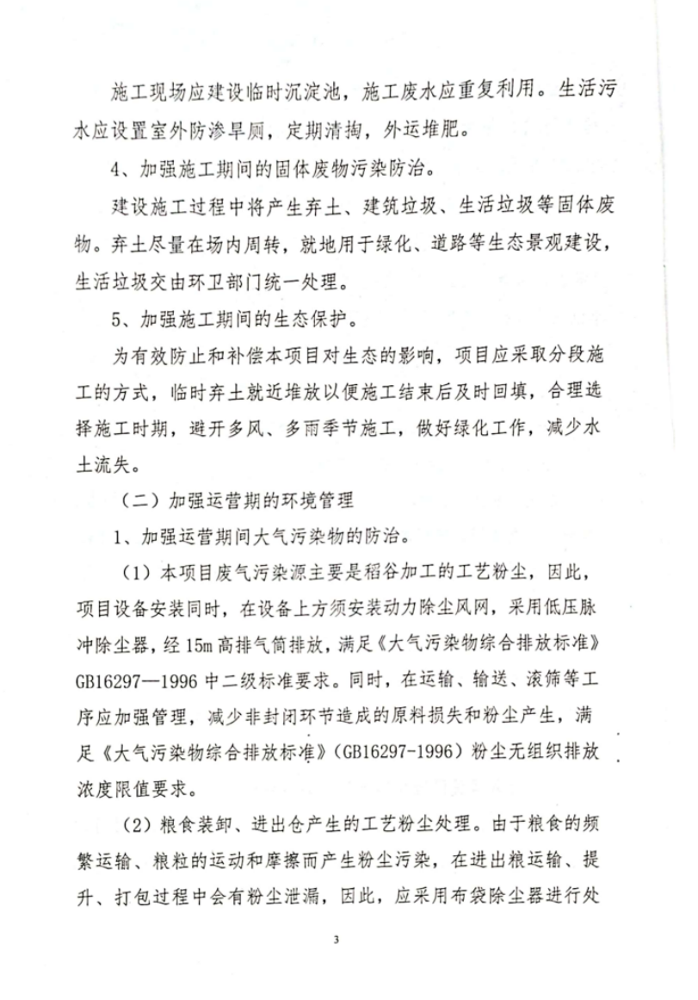 施工现场应建设临时沉淀池，施工废水应重复利用。生活污
水应设置室外防渗旱厕，定期清掏，外运堆肥。
4、加强施工期间的固体废物污染防治。
建设施工过程中将产生弃土、建筑垃圾、生活垃圾等固体废
物。弃土尽量在场内周转，就地用于绿化、道路等生态景观建设，
生活垃圾交由环卫部门统一处理。
5、加强施工期间的生态保护。
为有效防止和补偿本项目对生态的影响，项目应采取分段施
工的方式，临时弃土就近堆放以便施工结束后及时回填，合理选
择施工时期，避开多风、多雨季节施工，做好绿化工作，减少水
土流失。
（二）加强运营期的环境管理
1、加强运营期间大气污染物的防治。
（1）本项目废气污染源主要是稻谷加工的工艺粉尘，因此，
项目设备安装同时，在设备上方须安装动力除尘风网，采用低压脉
冲除尘器，经 15m 高排气筒排放，满足《大气污染物综合排放标准》
GB16297—1996 中二级标准要求。同时，在运输、输送、滚筛等工
序应加强管理，减少非封闭环节造成的原料损失和粉尘产生，满
足《大气污染物综合排放标准》（GB16297-1996）粉尘无组织排放
浓度限值要求。
（2）粮食装卸、进出仓产生的工艺粉尘处理。由于粮食的频
繁运输、粮粒的运动和摩擦而产生粉尘污染，在进出粮运输、提
升、打包过程中会有粉尘泄漏，因此，应采用布袋除尘器进行处
3